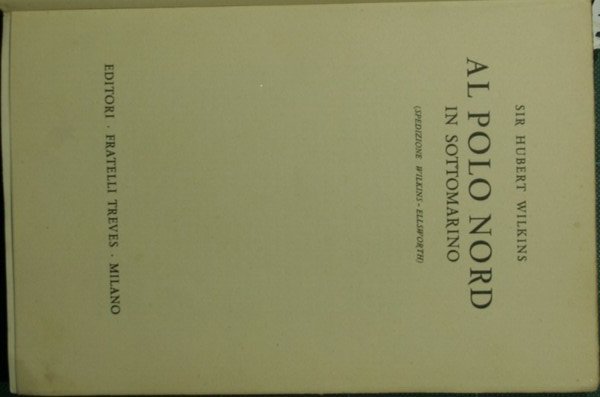 SIR HUBERT WILKINS
AL POLO NORD
IN SOTTOMARINO
(SPEDIZIONE WILKINS-ELLSWORTH)
EDITORI · FRATELLI TREVES · MILANO